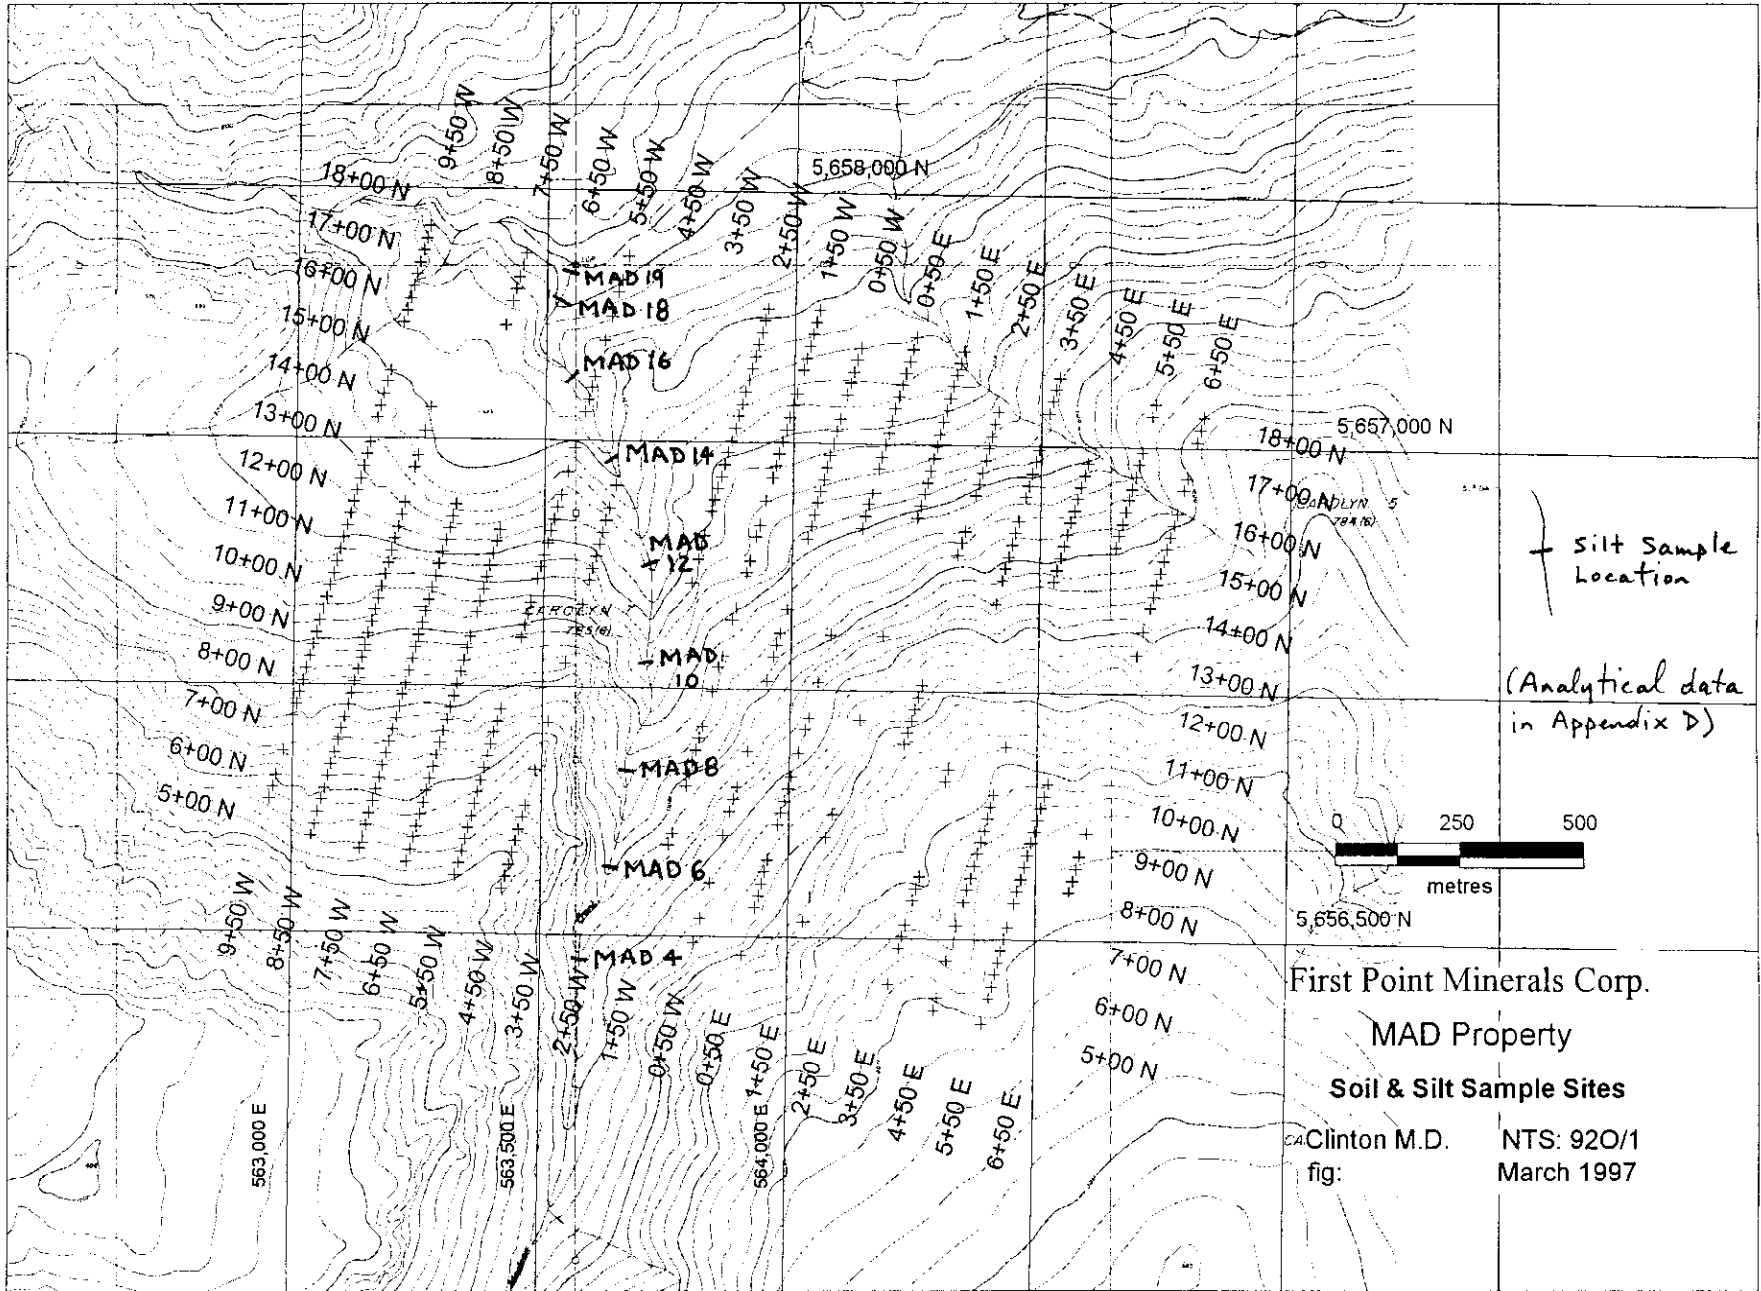 9+50 W
8+50 W
7+50 W
6+50 W
5+50 W
4+50 W
3+50 W
2+50 W
1+50 W
0+50 W
0+50 E
1+50 E
2+50 E
3+50 E
4+50 E
5+50 E
6+50 E
5,658,000 N
18+00 N
17+00 N
16+00 N
15+00 N
14+00 N
13+00 N
12+00 N
11+00 N
10+00 N
9+00 N
8+00 N
7+00 N
6+00 N
5+00 N
MAD 19
MAD 18
MAD 16
MAD 14
MAD
12
MAD
10
MAD 8
MAD 6
MAD 4
5,657,000 N
18+00 N
17+00 N
16+00 N
15+00 N
14+00 N
13+00 N
12+00 N
11+00 N
10+00 N
9+00 N
8+00 N
7+00 N
6+00 N
5+00 N
Silt Sample
Location
(Analytical data
in Appendix D)
0 250 500
metres
5,656,500 N
9+50 W
8+50 W
7+50 W
6+50 W
5+50 W
4+50 W
3+50 W
2+50 W
1+50 W
0+50 W
0+50 E
1+50 E
2+50 E
3+50 E
4+50 E
5+50 E
6+50 E
563,000 E
563,500 E
564,000 E
First Point Minerals Corp.
MAD Property
Soil & Silt Sample Sites
Clinton M.D. NTS: 92O/1
fig: March 1997